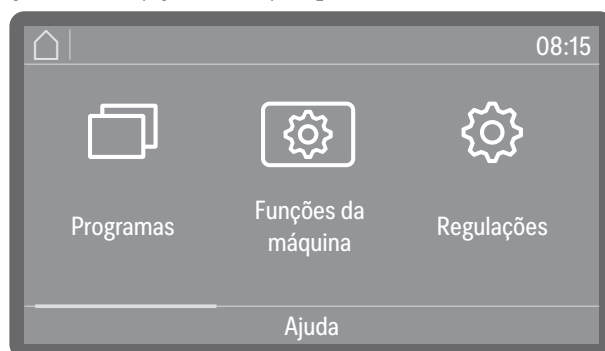 08:15
Programas
Funções da
máquina
Regulações
Ajuda